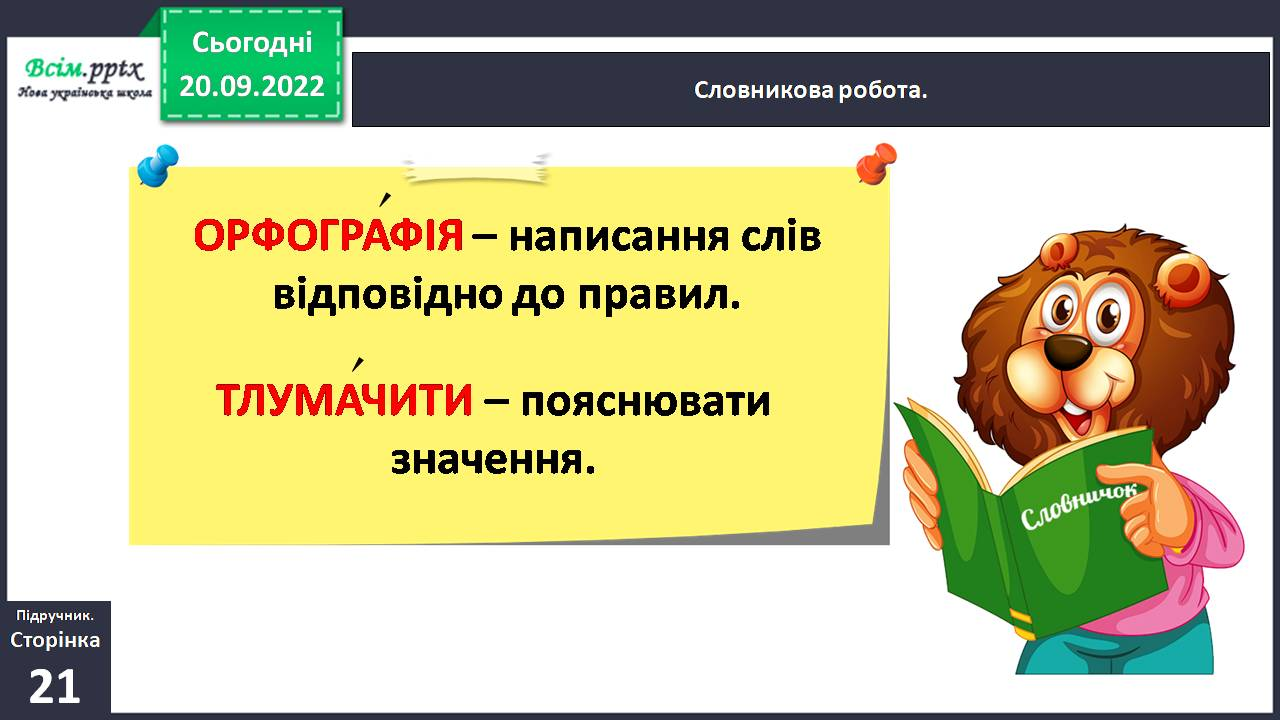 Всім.pptx
Нова українська школа
Сьогодні
20.09.2022
Словникова робота.
ОРФОГРА́ФІЯ – написання слів
відповідно до правил.
ТЛУМА́ЧИТИ – пояснювати
значення.
Словничок
Підручник.
Сторінка
21